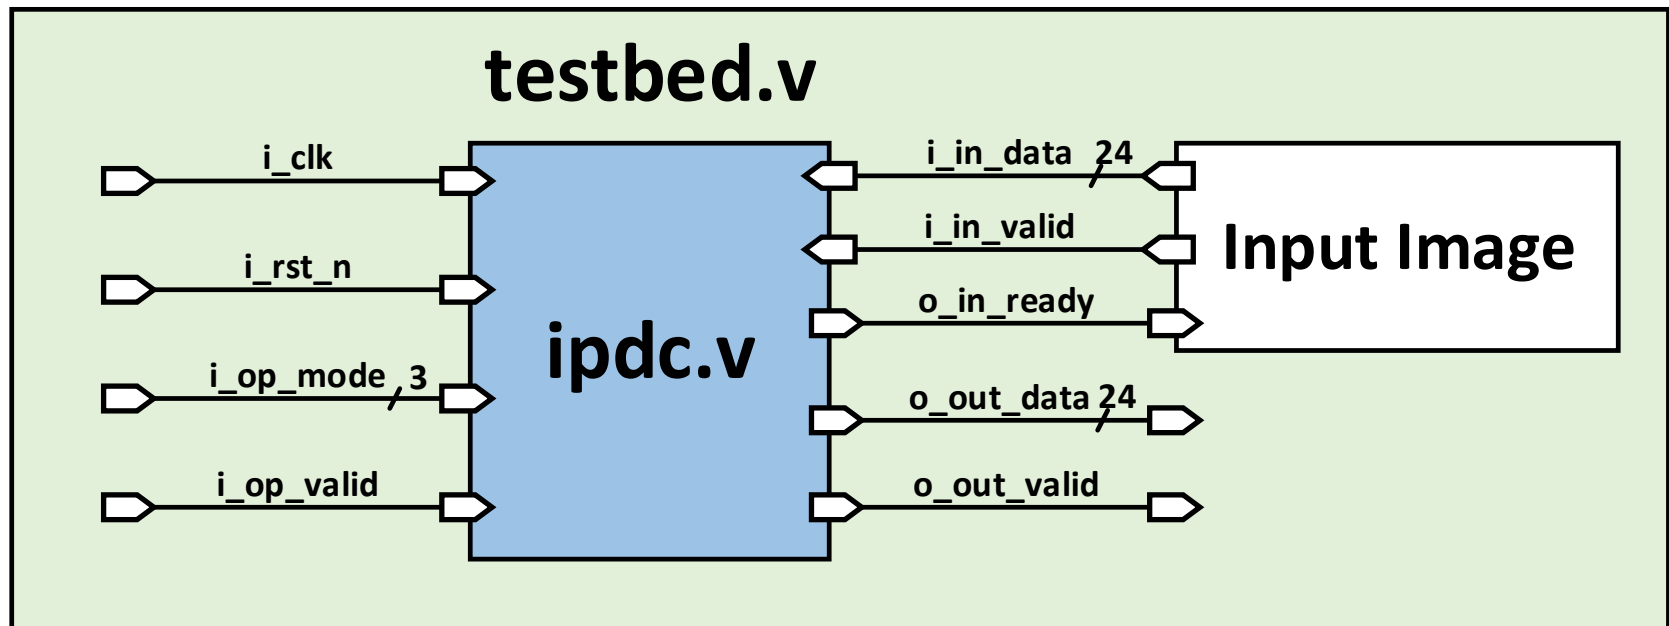 testbed.v
i_clk
i_rst_n
i_op_mode 3
i_op_valid
ipdc.v
i_in_data 24
i_in_valid
o_in_ready
o_out_data 24
o_out_valid
Input Image